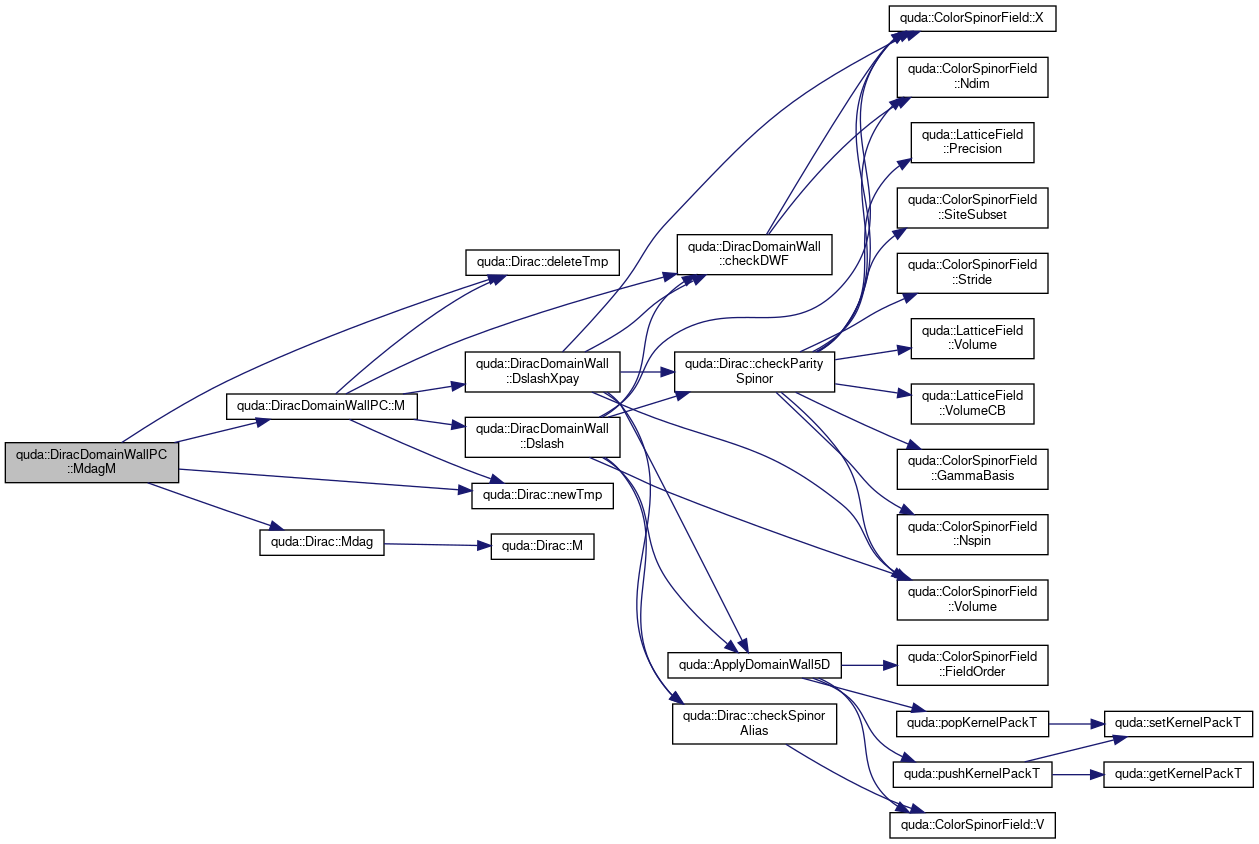 quda::DiracDomainWallPC
::MdagM
quda::Dirac::deleteTmp
quda::DiracDomainWallPC::M
quda::Dirac::newTmp
quda::Dirac::Mdag
quda::Dirac::M
quda::DiracDomainWall
::DslashXpay
quda::DiracDomainWall
::Dslash
quda::DiracDomainWall
::checkDWF
quda::Dirac::checkParity
Spinor
quda::ApplyDomainWall5D
quda::Dirac::checkSpinor
Alias
quda::ColorSpinorField::X
quda::ColorSpinorField
::Ndim
quda::LatticeField
::Precision
quda::ColorSpinorField
::SiteSubset
quda::ColorSpinorField
::Stride
quda::LatticeField
::Volume
quda::LatticeField
::VolumeCB
quda::ColorSpinorField
::GammaBasis
quda::ColorSpinorField
::Nspin
quda::ColorSpinorField
::Volume
quda::ColorSpinorField
::FieldOrder
quda::popKernelPackT
quda::pushKernelPackT
quda::ColorSpinorField::V
quda::setKernelPackT
quda::getKernelPackT